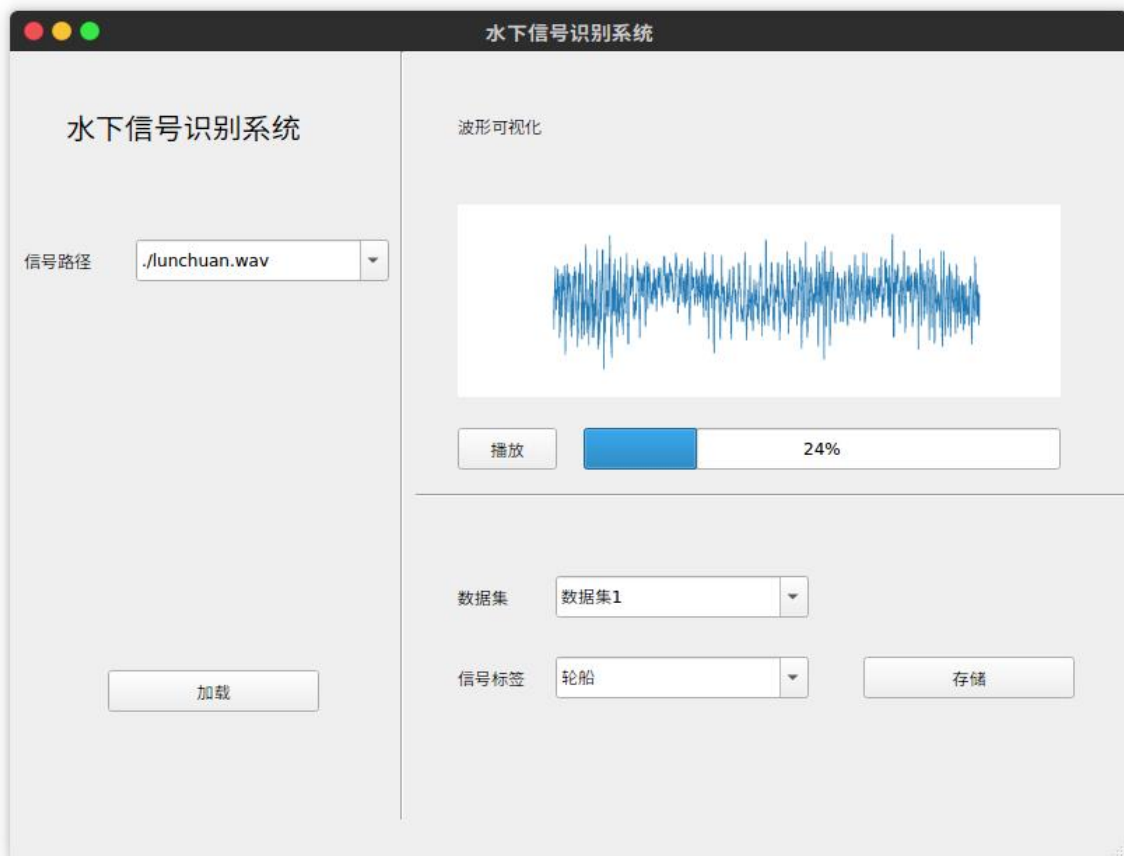 水下信号识别系统
水下信号识别系统
信号路径
./lunchuan.wav
加载
波形可视化
播放
24%
数据集
数据集1
信号标签
轮船
存储